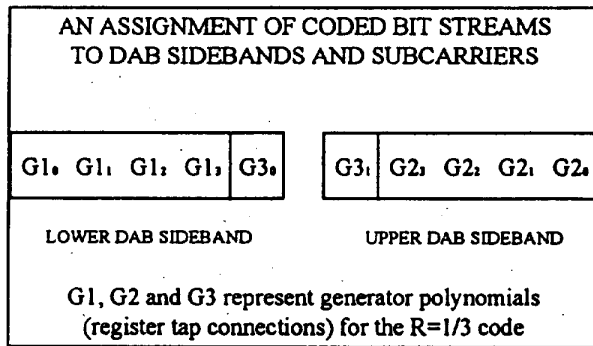 AN ASSIGNMENT OF CODED BIT STREAMS
TO DAB SIDEBANDS AND SUBCARRIERS
G1₀ G1₁ G1₂ G1₃ G3₀ G3₁ G2₃ G2₂ G2₁ G2₀
LOWER DAB SIDEBAND UPPER DAB SIDEBAND
G1, G2 and G3 represent generator polynomials
(register tap connections) for the R=1/3 code